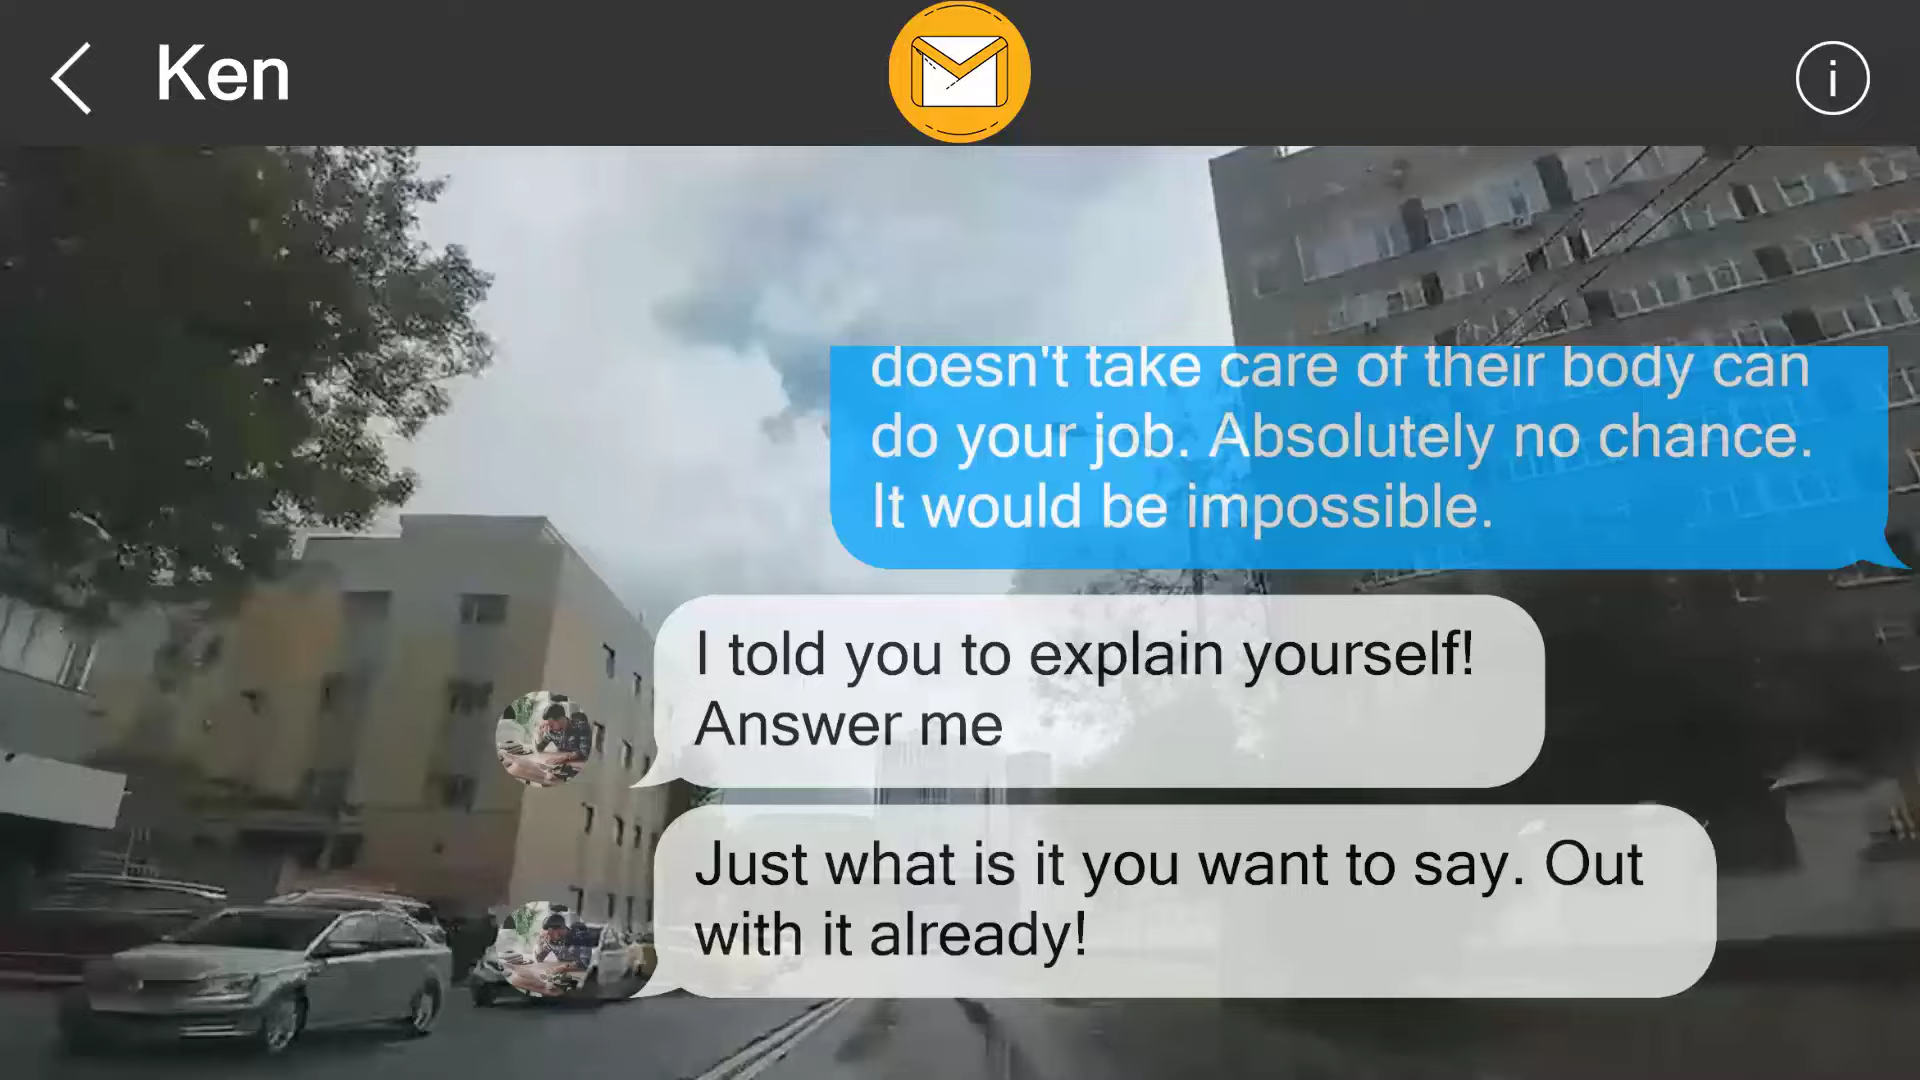 Ken
doesn't take care of their body can
do your job. Absolutely no chance.
It would be impossible.
I told you to explain yourself!
Answer me
Just what is it you want to say. Out
with it already!